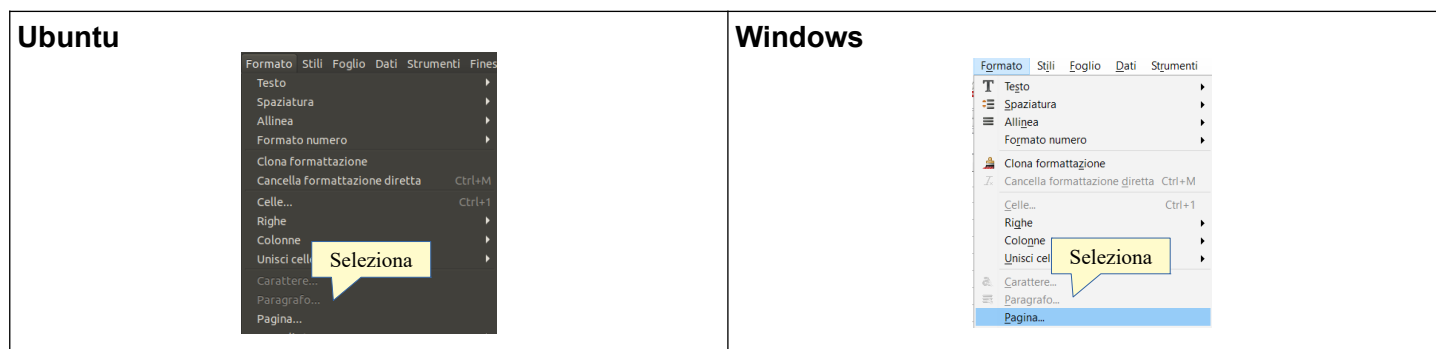 Ubuntu
Formato Stili Foglio Dati Strumenti Fines
Testo
Spaziatura
Allinea
Formato numero
Clona formattazione
Cancella formattazione diretta Ctrl+M
Celle... Ctrl+1
Righe
Colonne
Unisci cell
Seleziona
Carattere...
Paragrafo...
Pagina...
Windows
Formato Stili Foglio Dati Strumenti
Testo
Spaziatura
Allinea
Formato numero
Clona formattazione
Cancella formattazione diretta Ctrl+M
Celle... Ctrl+1
Righe
Colonne
Unisci cel
Seleziona
Carattere...
Paragrafo...
Pagina...